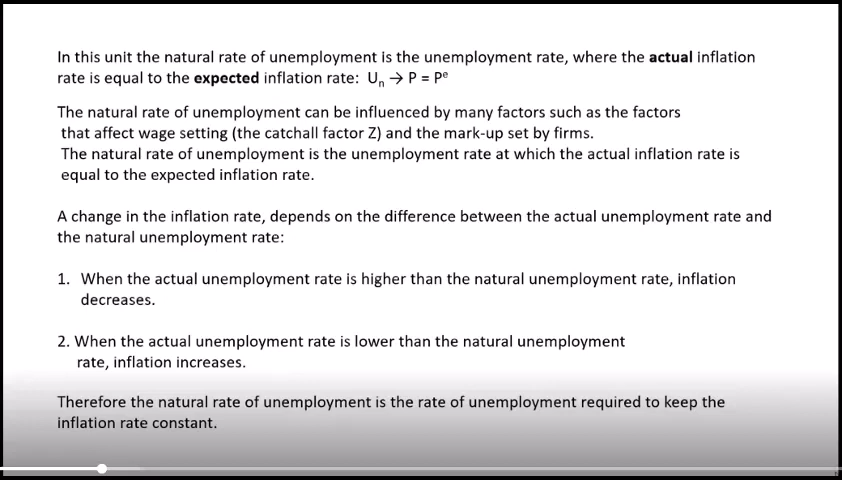 In this unit the natural rate of unemployment is the unemployment rate, where the actual inflation
rate is equal to the expected inflation rate: Uₙ → P = Pᵉ
The natural rate of unemployment can be influenced by many factors such as the factors
that affect wage setting (the catchall factor Z) and the mark-up set by firms.
The natural rate of unemployment is the unemployment rate at which the actual inflation rate is
equal to the expected inflation rate.
A change in the inflation rate, depends on the difference between the actual unemployment rate and
the natural unemployment rate:
1. When the actual unemployment rate is higher than the natural unemployment rate, inflation
decreases.
2. When the actual unemployment rate is lower than the natural unemployment
rate, inflation increases.
Therefore the natural rate of unemployment is the rate of unemployment required to keep the
inflation rate constant.